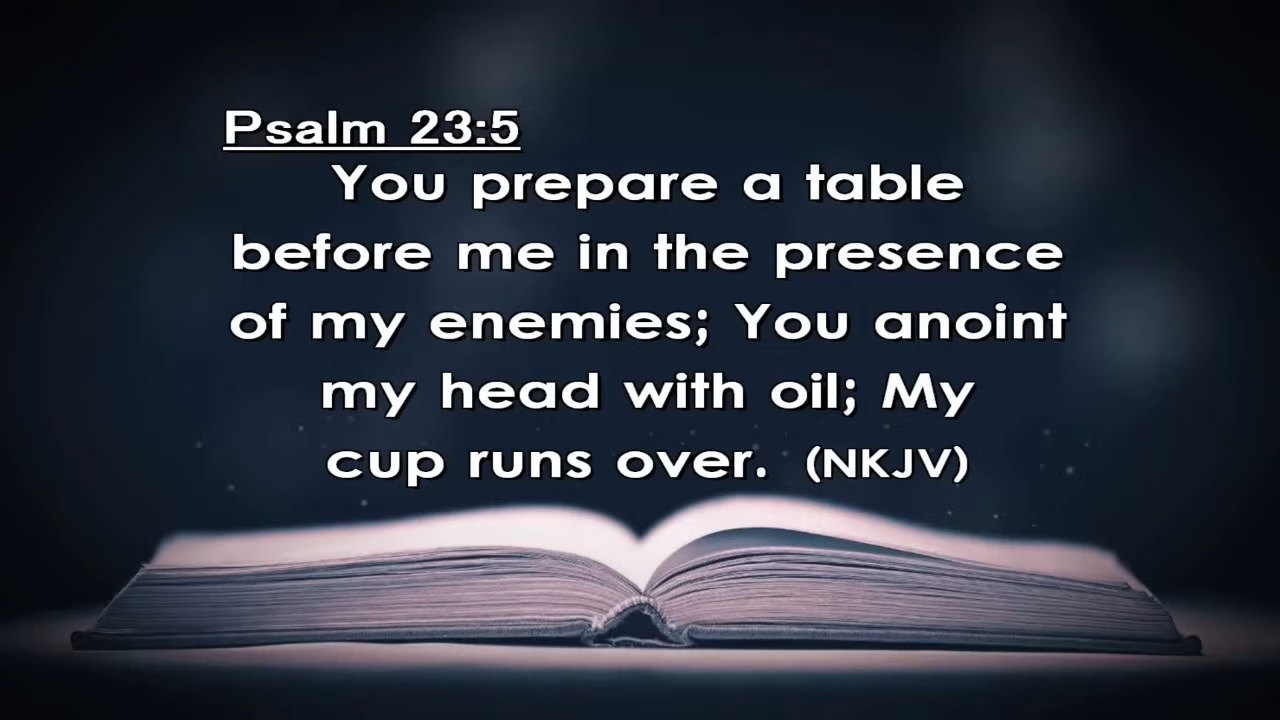 Psalm 23:5
You prepare a table
before me in the presence
of my enemies; You anoint
my head with oil; My
cup runs over. (NKJV)